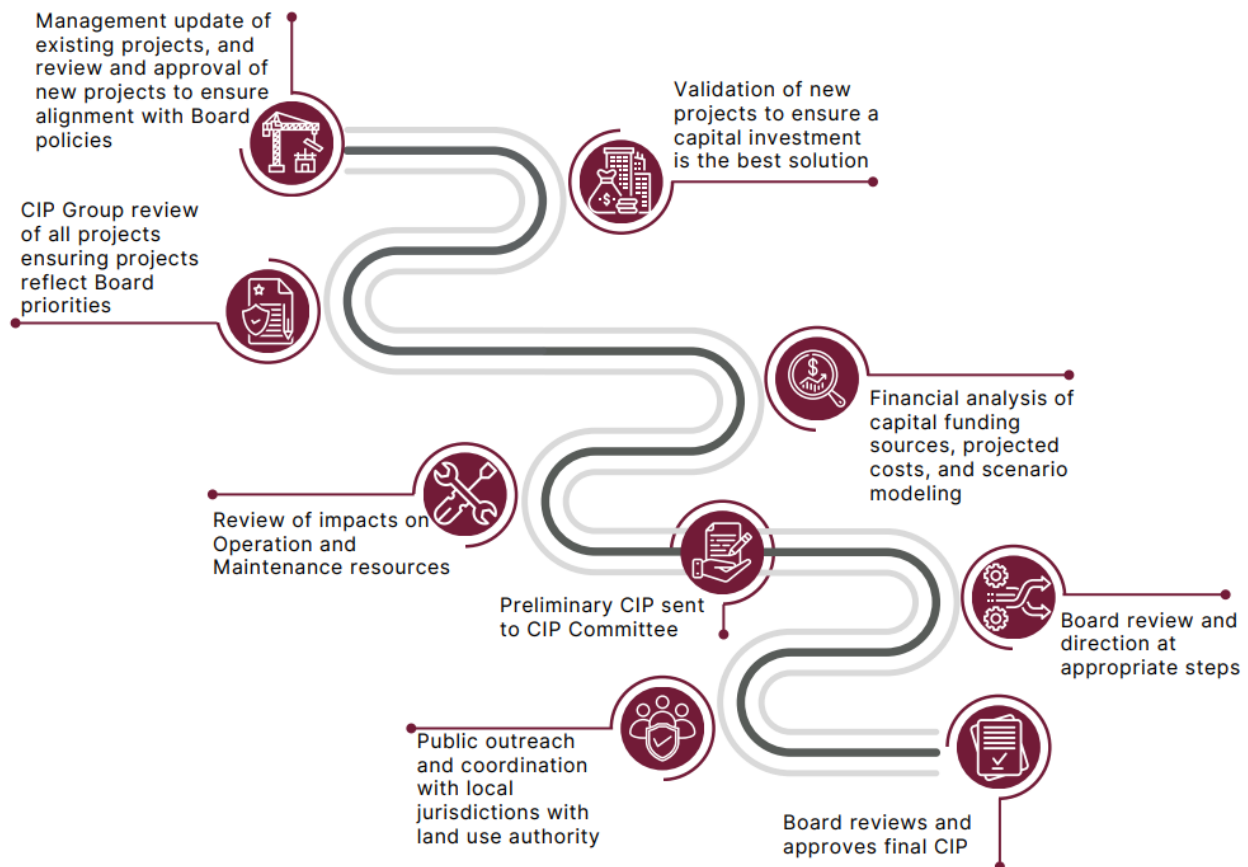 Management update of
existing projects, and
review and approval of
new projects to ensure
alignment with Board
policies
Validation of new
projects to ensure a
capital investment
is the best solution
CIP Group review
of all projects
ensuring projects
reflect Board
priorities
Financial analysis of
capital funding
sources, projected
costs, and scenario
modeling
Review of impacts on
Operation and
Maintenance resources
Preliminary CIP sent
to CIP Committee
Board review and
direction at
appropriate steps
Public outreach
and coordination
with local
jurisdictions with
land use authority
Board reviews and
approves final CIP